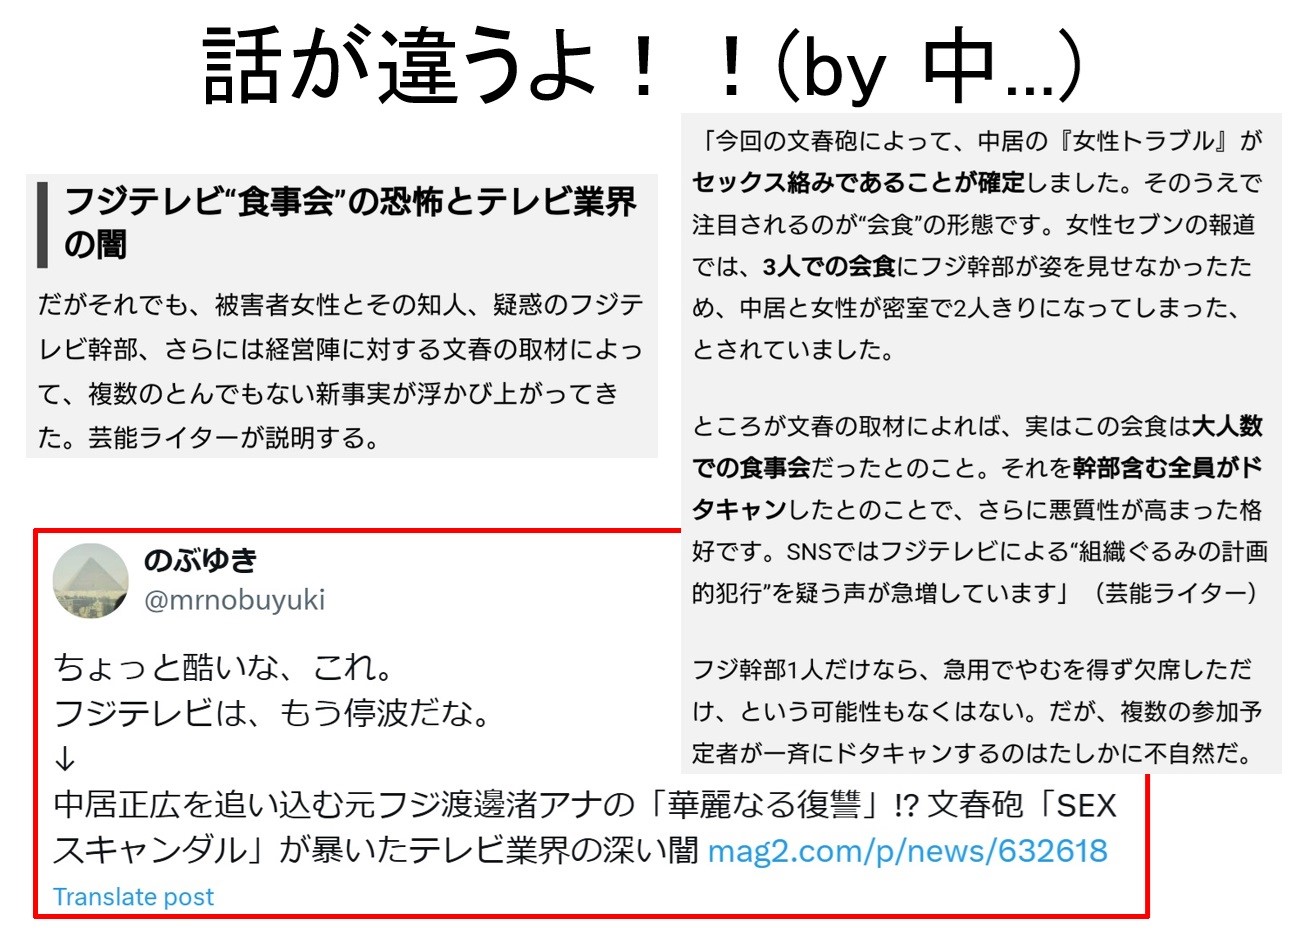 話が違うよ！！(by 中...)
フジテレビ“食事会”の恐怖とテレビ業界
の闇
だがそれでも、被害者女性とその知人、疑惑のフジテ
レビ幹部、さらには経営陣に対する文春の取材によっ
て、複数のとんでもない新事実が浮かび上がってき
た。芸能ライターが説明する。
「今回の文春砲によって、中居の『女性トラブル』が
セックス絡みであることが確定しました。そのうえで
注目されるのが“会食”の形態です。女性セブンの報道
では、3人での会食にフジ幹部が姿を見せなかったた
め、中居と女性が密室で2人きりになってしまった、
とされていました。
ところが文春の取材によれば、実はこの会食は大人数
での食事会だったとのこと。それを幹部含む全員がド
タキャンしたとのことで、さらに悪質性が高まった格
好です。SNSではフジテレビによる“組織ぐるみの計画
的犯行”を疑う声が急増しています」（芸能ライター）
フジ幹部1人だけなら、急用でやむを得ず欠席しただ
け、という可能性もなくはない。だが、複数の参加予
定者が一斉にドタキャンするのはたしかに不自然だ。
のぶゆき
@mrnobuyuki
ちょっと酷いな、これ。
フジテレビは、もう停波だな。
↓
中居正広を追い込む元フジ渡邊渚アナの「華麗なる復讐」!? 文春砲「SEX
スキャンダル」が暴いたテレビ業界の深い闇 mag2.com/p/news/632618
Translate post